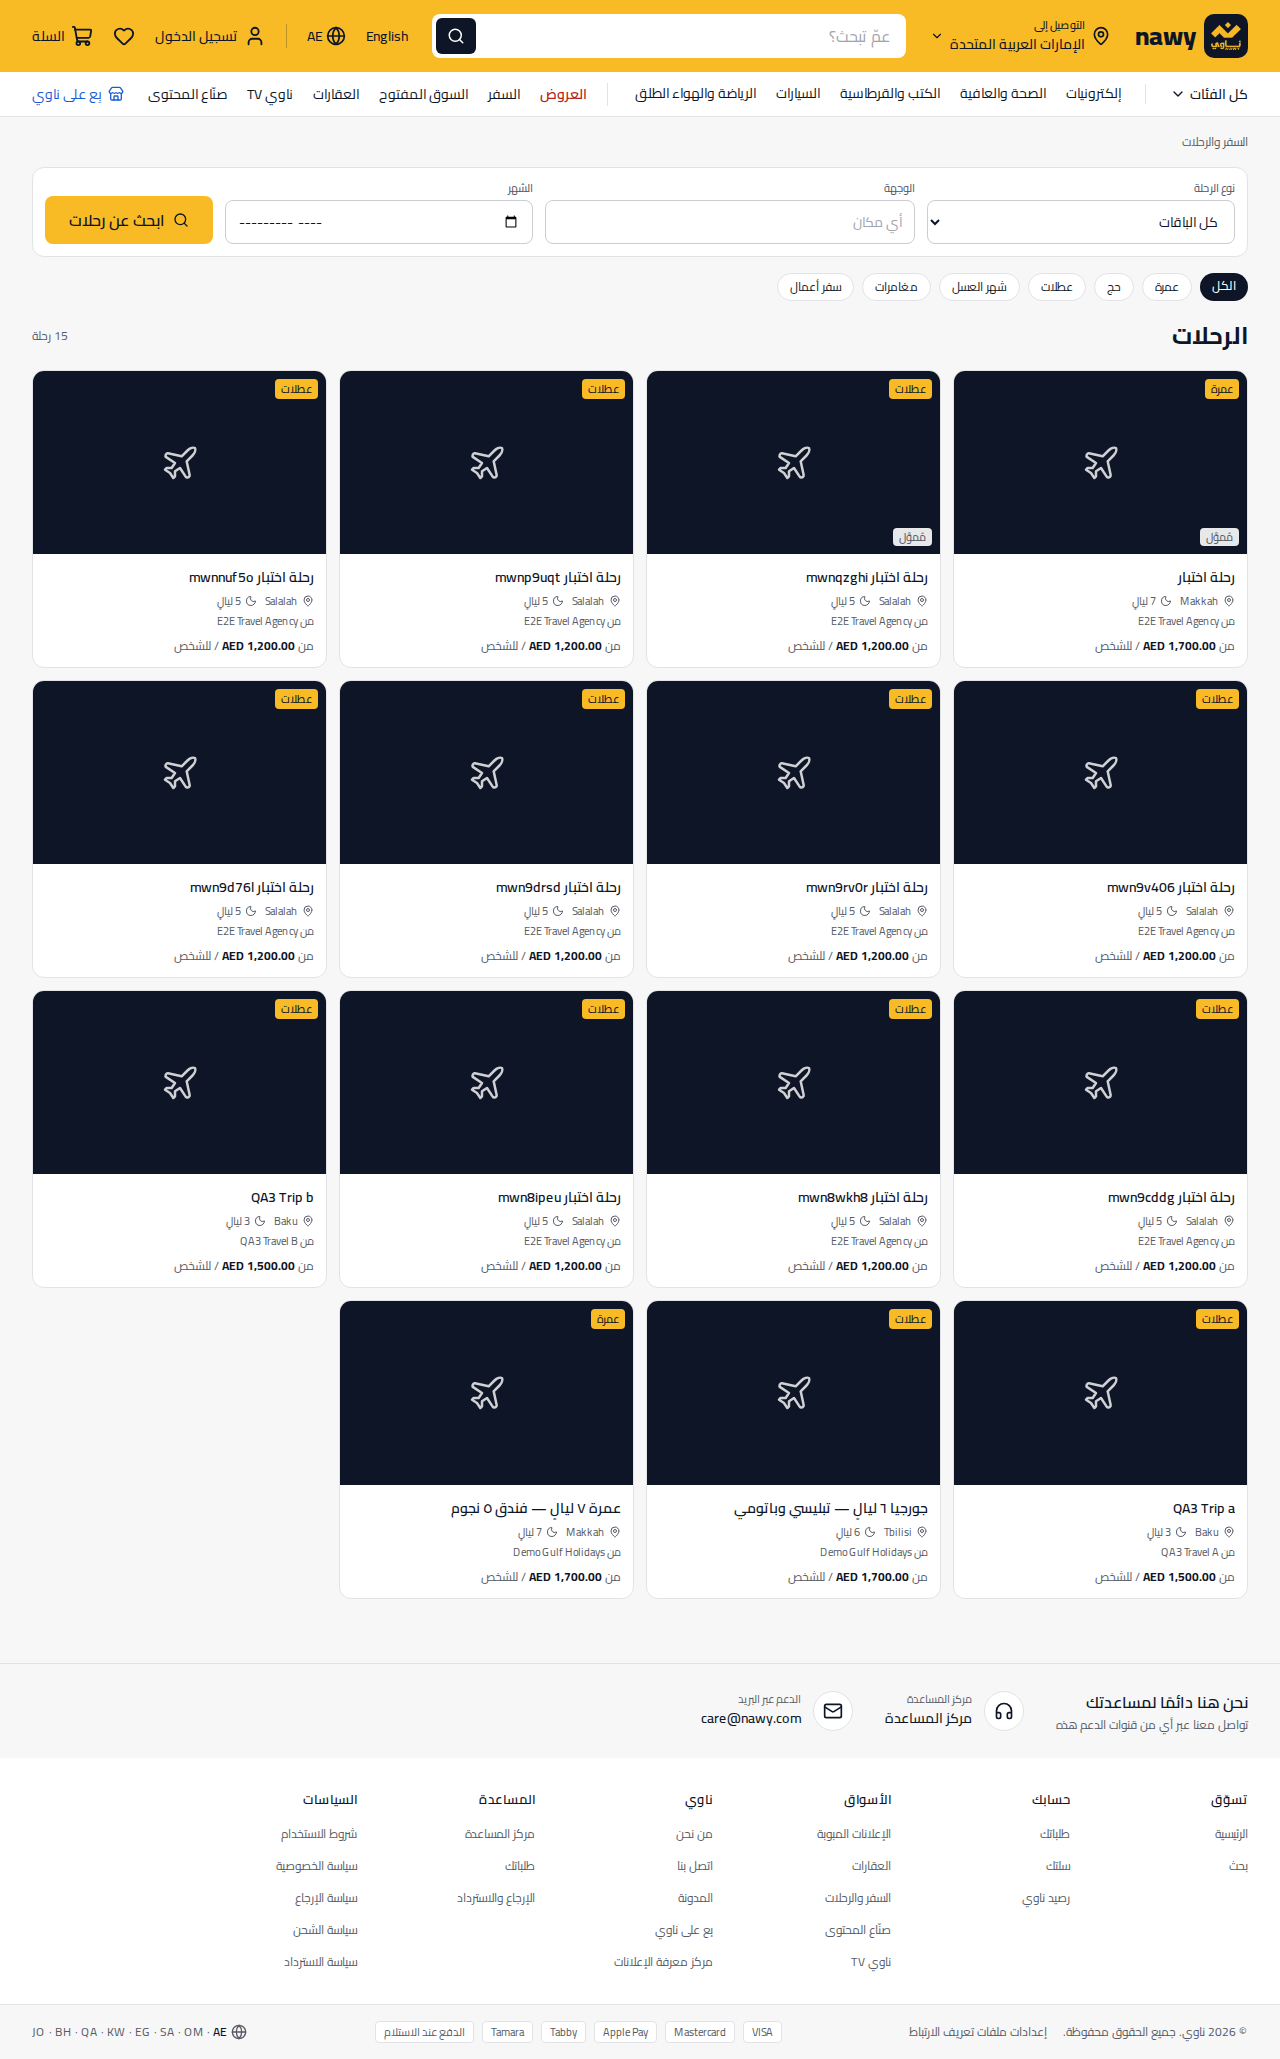 ناوي
NAWY
nawy
التوصيل إلى
الإمارات العربية المتحدة
عمّ تبحث؟
English
AE
تسجيل الدخول
السلة
كل الفئات
إلكترونيات
الصحة والعافية
الكتب والقرطاسية
السيارات
الرياضة والهواء الطلق
العروض
السفر
السوق المفتوح
العقارات
ناوي TV
صنّاع المحتوى
بع على ناوي
السفر والرحلات
نوع الرحلة
الوجهة
الشهر
كل الباقات
أي مكان
--------- ----
ابحث عن رحلات
الكل
عمرة
حج
عطلات
شهر العسل
مغامرات
سفر أعمال
الرحلات
15 رحلة
عمرة
مُموَّل
رحلة اختبار
Makkah
7 ليالٍ
من E2E Travel Agency
من AED 1,700.00 / للشخص
عطلات
مُموَّل
رحلة اختبار mwnqzghi
Salalah
5 ليالٍ
من E2E Travel Agency
من AED 1,200.00 / للشخص
عطلات
رحلة اختبار mwnp9uqt
Salalah
5 ليالٍ
من E2E Travel Agency
من AED 1,200.00 / للشخص
عطلات
رحلة اختبار mwnnuf5o
Salalah
5 ليالٍ
من E2E Travel Agency
من AED 1,200.00 / للشخص
عطلات
رحلة اختبار mwn9v406
Salalah
5 ليالٍ
من E2E Travel Agency
من AED 1,200.00 / للشخص
عطلات
رحلة اختبار mwn9rv0r
Salalah
5 ليالٍ
من E2E Travel Agency
من AED 1,200.00 / للشخص
عطلات
رحلة اختبار mwn9drsd
Salalah
5 ليالٍ
من E2E Travel Agency
من AED 1,200.00 / للشخص
عطلات
رحلة اختبار mwn9d76l
Salalah
5 ليالٍ
من E2E Travel Agency
من AED 1,200.00 / للشخص
عطلات
رحلة اختبار mwn9cddg
Salalah
5 ليالٍ
من E2E Travel Agency
من AED 1,200.00 / للشخص
عطلات
رحلة اختبار mwn8wkh8
Salalah
5 ليالٍ
من E2E Travel Agency
من AED 1,200.00 / للشخص
عطلات
رحلة اختبار mwn8ipeu
Salalah
5 ليالٍ
من E2E Travel Agency
من AED 1,200.00 / للشخص
عطلات
QA3 Trip b
Baku
3 ليالٍ
من QA3 Travel B
من AED 1,500.00 / للشخص
عطلات
QA3 Trip a
Baku
3 ليالٍ
من QA3 Travel A
من AED 1,500.00 / للشخص
عطلات
جورجيا ٦ ليالٍ — تبليسي وباتومي
Tbilisi
6 ليالٍ
من Demo Gulf Holidays
من AED 1,700.00 / للشخص
عمرة
عمرة ٧ ليالٍ — فندق ٥ نجوم
Makkah
7 ليالٍ
من Demo Gulf Holidays
من AED 1,700.00 / للشخص
نحن هنا دائمًا لمساعدتك
تواصل معنا عبر أي من قنوات الدعم هذه
مركز المساعدة
مركز المساعدة
الدعم عبر البريد
care@nawy.com
تسوّق
الرئيسية
بحث
حسابك
طلباتك
سلتك
رصيد ناوي
الأسواق
الإعلانات المبوبة
العقارات
السفر والرحلات
صنّاع المحتوى
ناوي TV
ناوي
من نحن
اتصل بنا
المدونة
بع على ناوي
مركز معرفة الإعلانات
المساعدة
مركز المساعدة
طلباتك
الإرجاع والاسترداد
السياسات
شروط الاستخدام
سياسة الخصوصية
سياسة الإرجاع
سياسة الشحن
سياسة الاسترداد
© 2026 ناوي. جميع الحقوق محفوظة.
إعدادات ملفات تعريف الارتباط
VISA
Mastercard
Apple Pay
Tabby
Tamara
الدفع عند الاستلام
AE · JO · BH · QA · KW · EG · SA · OM